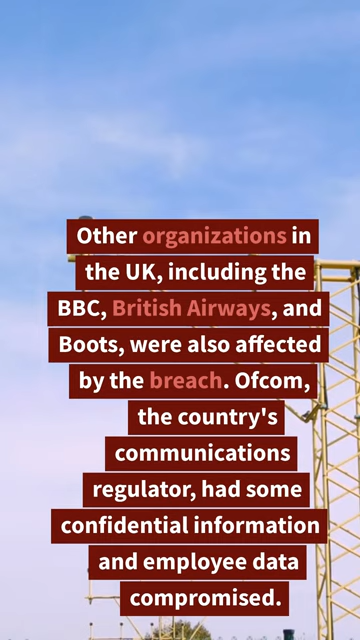 Other organizations in
the UK, including the
BBC, British Airways, and
Boots, were also affected
by the breach. Ofcom,
the country's
communications
regulator, had some
confidential information
and employee data
compromised.